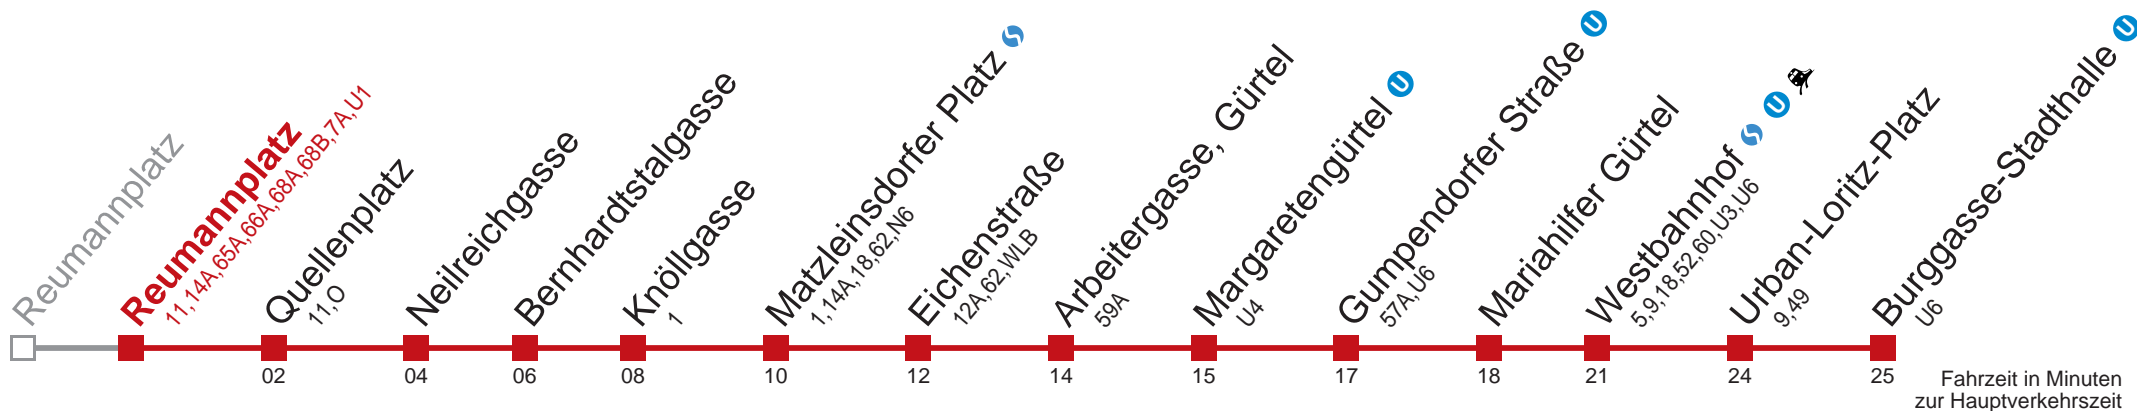 Reumannplatz
Reumannplatz
11,14A,65A,66A,68A,68B,7A,U1
Quellenplatz
11,O
Neilreichgasse
Bernhardtstalgasse
Knöllgasse
1
Matzleinsdorfer Platz
1,14A,18,62,N6
Eichenstraße
12A,62,WLB
Arbeitergasse, Gürtel
59A
Margaretengürtel U
U4
Gumpendorfer Straße U
57A,U6
Mariahilfer Gürtel
Westbahnhof U
5,9,18,52,60,U3,U6
Urban-Loritz-Platz
9,49
Burggasse-Stadthalle U
U6
02 04 06 08 10 12 14 15 17 18 21 24 25
Fahrzeit in Minuten
zur Hauptverkehrszeit